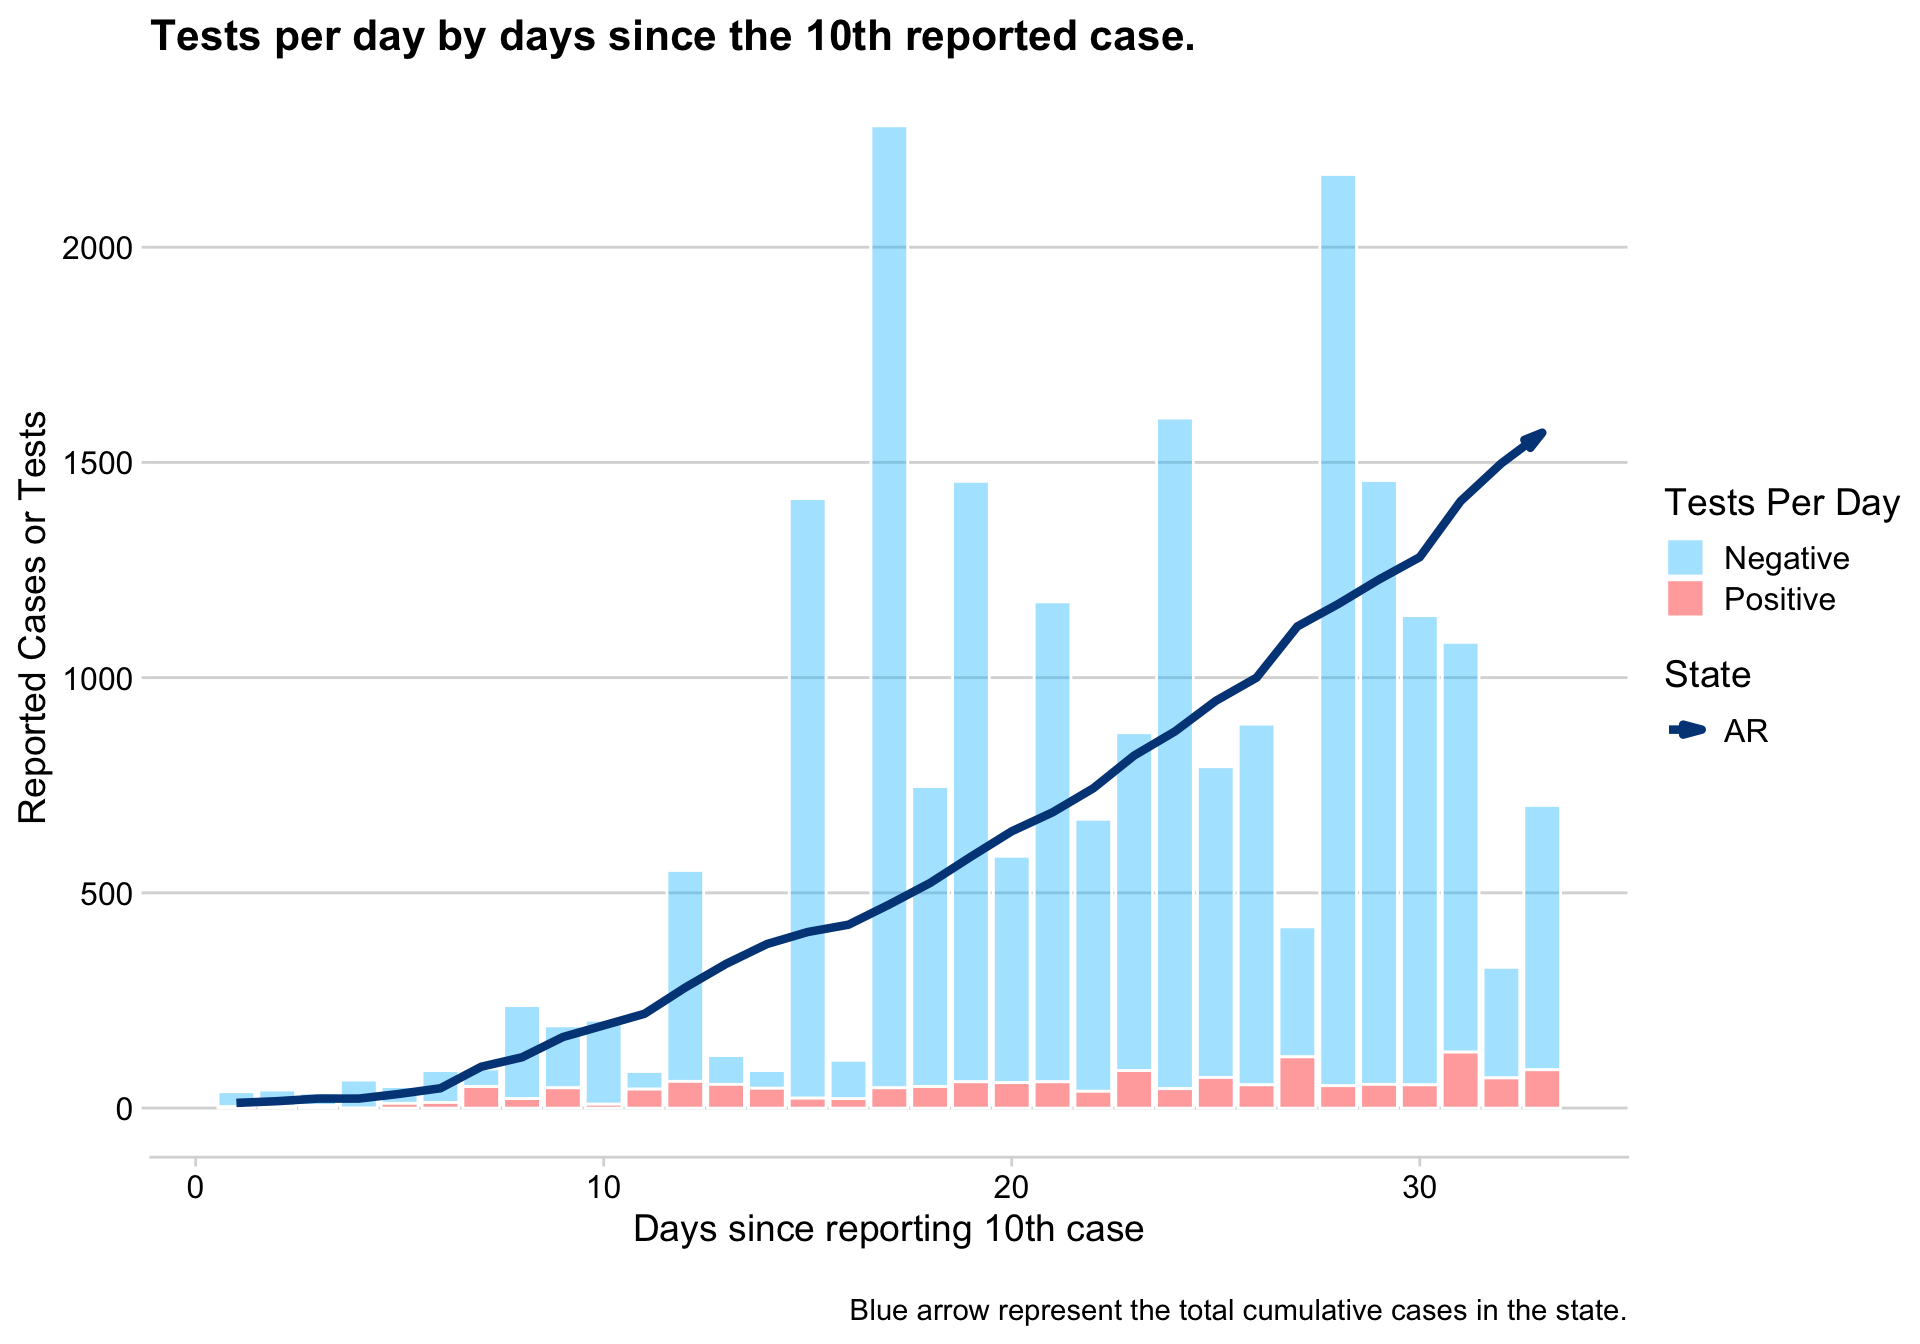 Tests per day by days since the 10th reported case.
Reported Cases or Tests
2000
1500
1000
500
0
0
10
20
30
Days since reporting 10th case
Tests Per Day
Negative
Positive
State
AR
Blue arrow represent the total cumulative cases in the state.